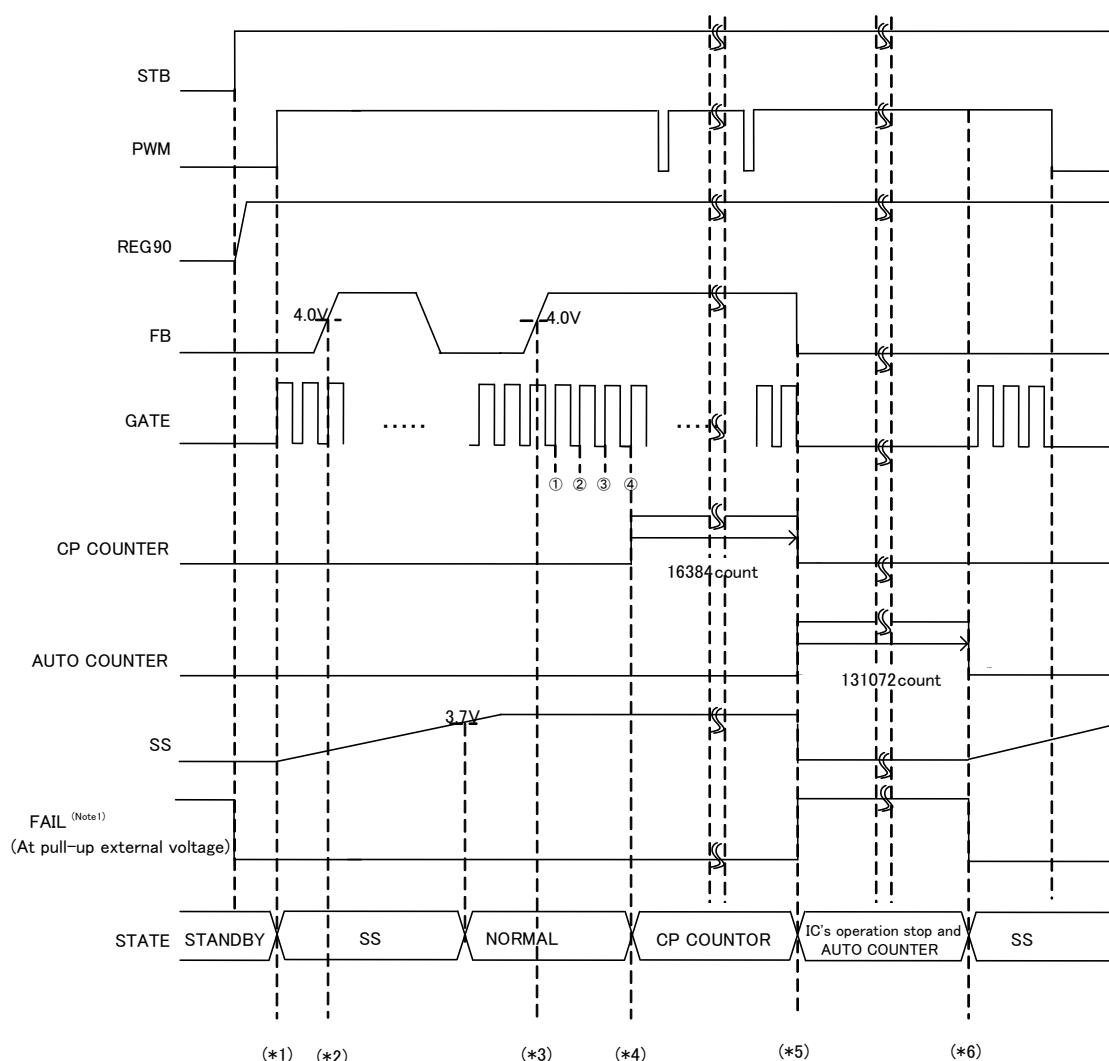 STB
PWM
REG90
4.0V
4.0V
FB
GATE
.....
.....
① ② ③ ④
CP COUNTER
16384count
AUTO COUNTER
131072count
3.7V
SS
FAIL (Note1)
(At pull-up external voltage)
STATE STANDBY SS NORMAL CP COUNTOR IC's operation stop and
AUTO COUNTER SS
(*1) (*2) (*3) (*4) (*5) (*6)